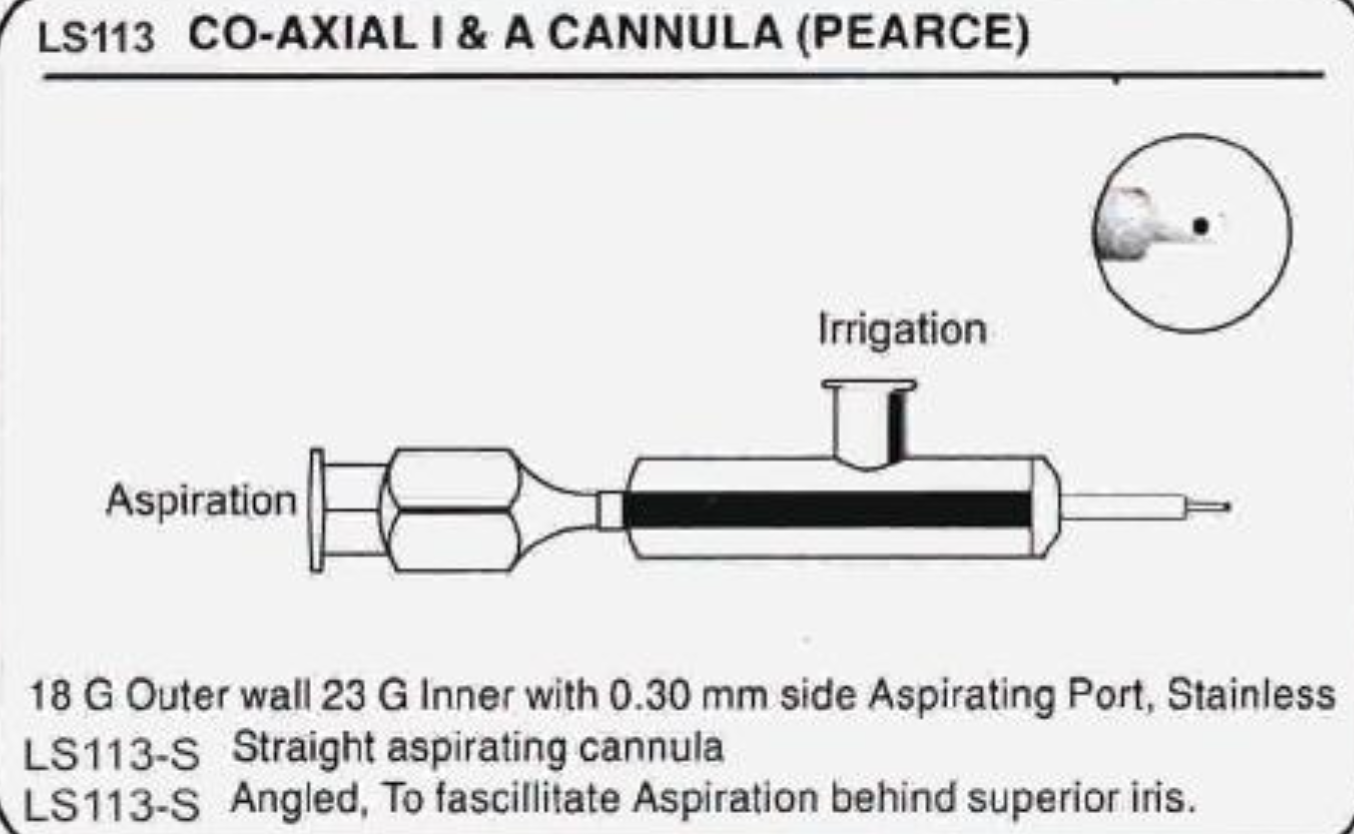 LS113 CO-AXIAL I & A CANNULA (PEARCE)
Irrigation
Aspiration
18 G Outer wall 23 G Inner with 0.30 mm side Aspirating Port, Stainless
LS113-S Straight aspirating cannula
LS113-S Angled, To fascillitate Aspiration behind superior iris.